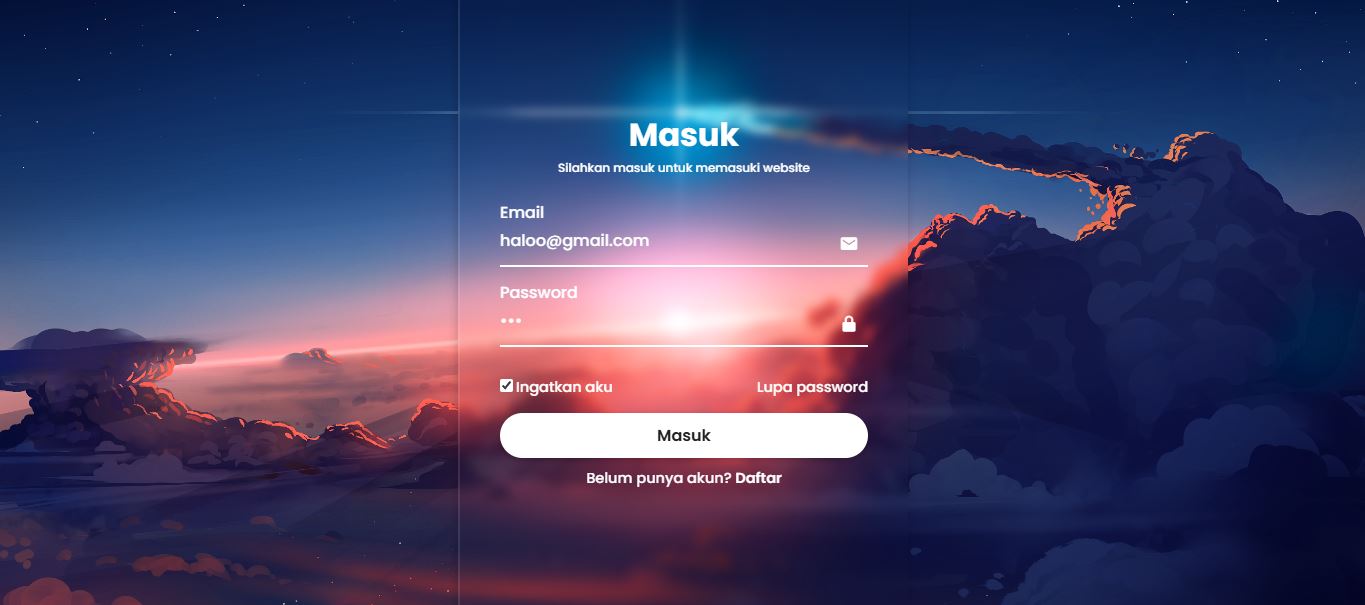 Masuk
Silahkan masuk untuk memasuki website
Email
haloo@gmail.com
Password
•••
Ingatkan aku
Lupa password
Masuk
Belum punya akun? Daftar